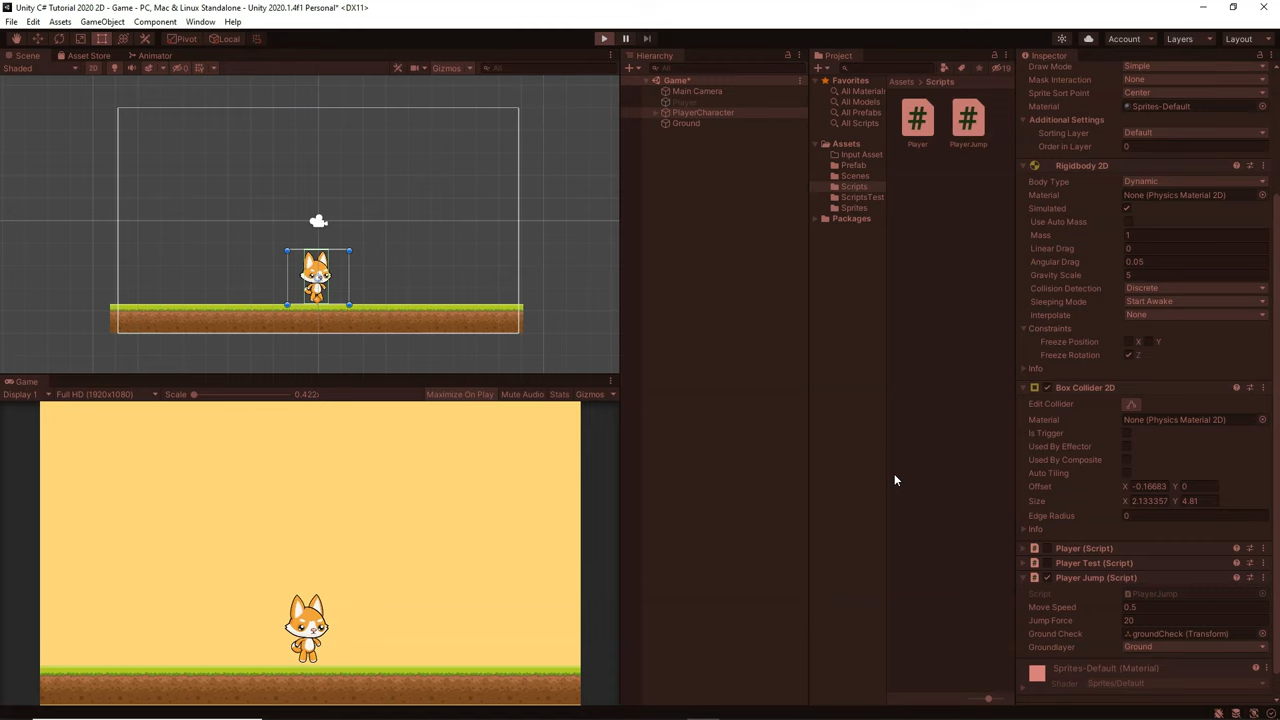 Unity C# Tutorial 2020 2D - Game - PC, Mac & Linux Standalone - Unity 2020.1.4f1 Personal* <DX11>
File Edit Assets GameObject Component Window Help
Pivot Local Account Layers Layout
Scene Asset Store Animator
Shaded 2D 0 Gizmos All
Hierarchy
All
Game*
Main Camera
Player
PlayerCharacter
Ground
Project
19
Favorites
All Material
All Models
All Prefabs
All Scripts
Assets
Input Asset
Prefab
Scenes
Scripts
ScriptsTest
Sprites
Packages
Assets > Scripts
Player PlayerJump
Inspector
Draw Mode Simple
Mask Interaction None
Sprite Sort Point Center
Material Sprites-Default
Additional Settings
Sorting Layer Default
Order in Layer 0
Rigidbody 2D
Body Type Dynamic
Material None (Physics Material 2D)
Simulated
Use Auto Mass
Mass 1
Linear Drag 0
Angular Drag 0.05
Gravity Scale 5
Collision Detection Discrete
Sleeping Mode Start Awake
Interpolate None
Constraints
Freeze Position X Y
Freeze Rotation Z
Info
Box Collider 2D
Edit Collider
Material None (Physics Material 2D)
Is Trigger
Used By Effector
Used By Composite
Auto Tiling
Offset X -0.16683 Y 0
Size X 2.133357 Y 4.81
Edge Radius 0
Info
Player (Script)
Player Test (Script)
Player Jump (Script)
Script PlayerJump
Move Speed 0.5
Jump Force 20
Ground Check groundCheck (Transform)
Groundlayer Ground
Sprites-Default (Material)
Shader Sprites/Default
Game
Display 1 Full HD (1920x1080) Scale 0.422 Maximize On Play Mute Audio Stats Gizmos